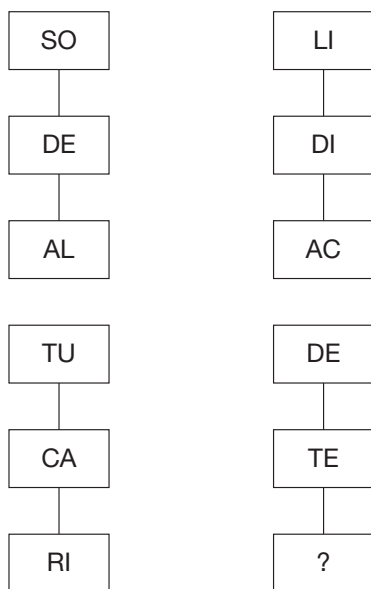 SO LI
DE DI
AL AC
TU DE
CA TE
RI ?